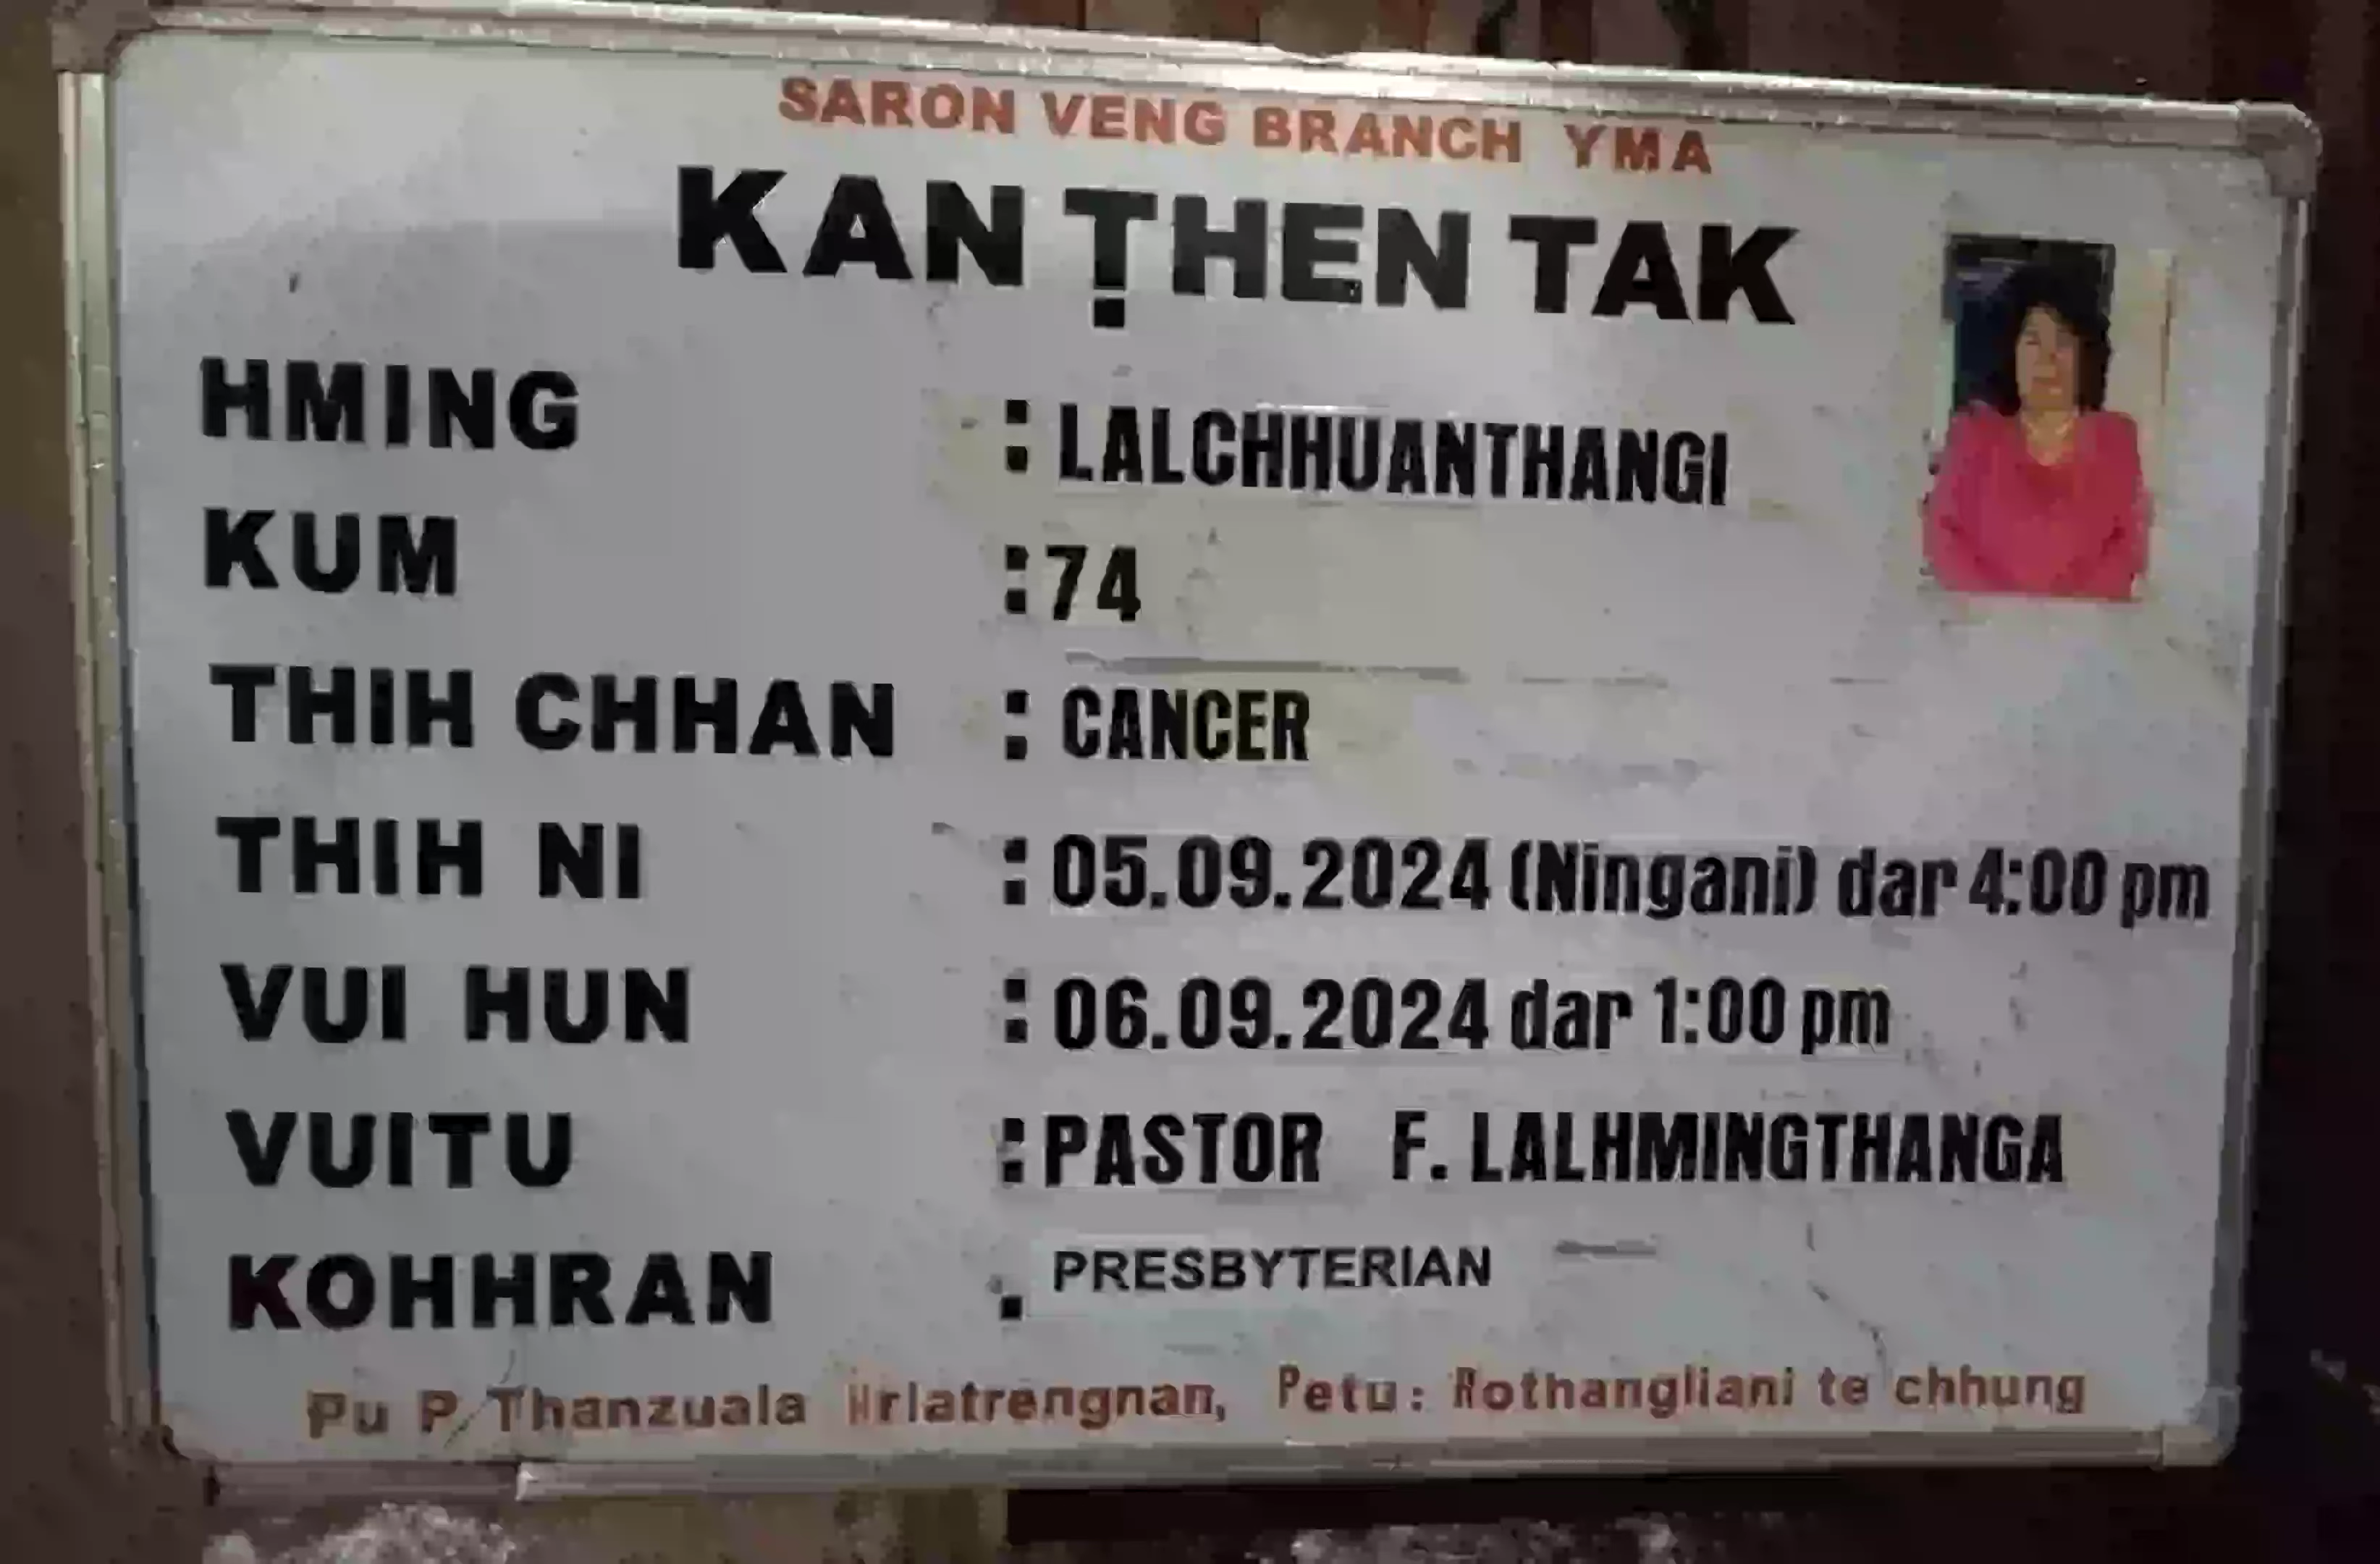 SARON VENG BRANCH YMA
KAN ṬHEN TAK
HMING : LALCHHUANTHANGI
KUM : 74
THIH CHHAN : CANCER
THIH NI : 05.09.2024 (Ningani) dar 4:00 pm
VUI HUN : 06.09.2024 dar 1:00 pm
VUITU : PASTOR F. LALHMINGTHANGA
KOHHRAN : PRESBYTERIAN
Pu P. Thanzuala Hriatrengnan, Petu : Rothangliani te chhung